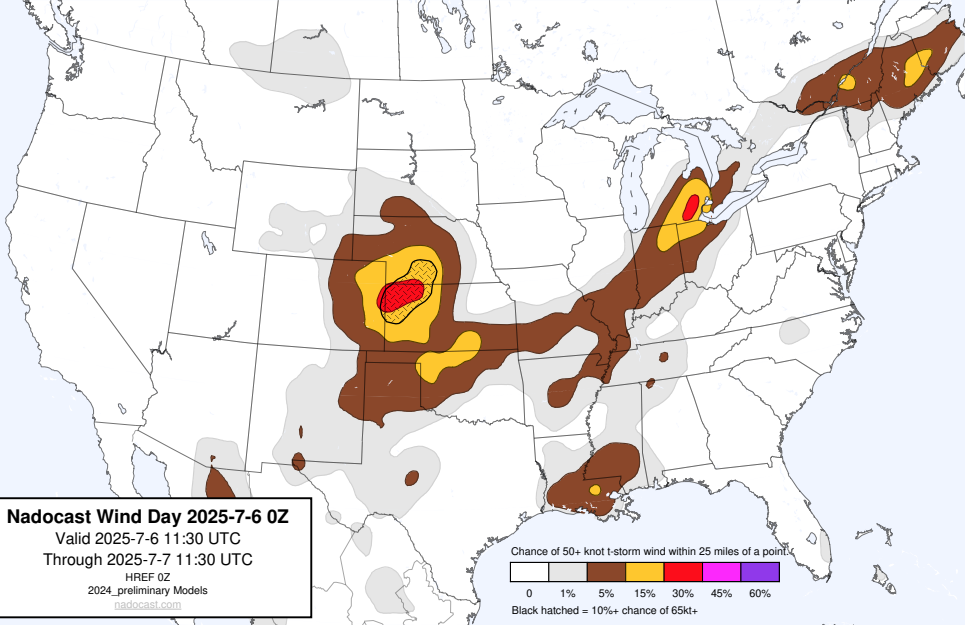 Nadocast Wind Day 2025-7-6 0Z
Valid 2025-7-6 11:30 UTC
Through 2025-7-7 11:30 UTC
HREF 0Z
2024_preliminary Models
nadocast.com
Chance of 50+ knot t-storm wind within 25 miles of a point.
0 1% 5% 15% 30% 45% 60%
Black hatched = 10%+ chance of 65kt+